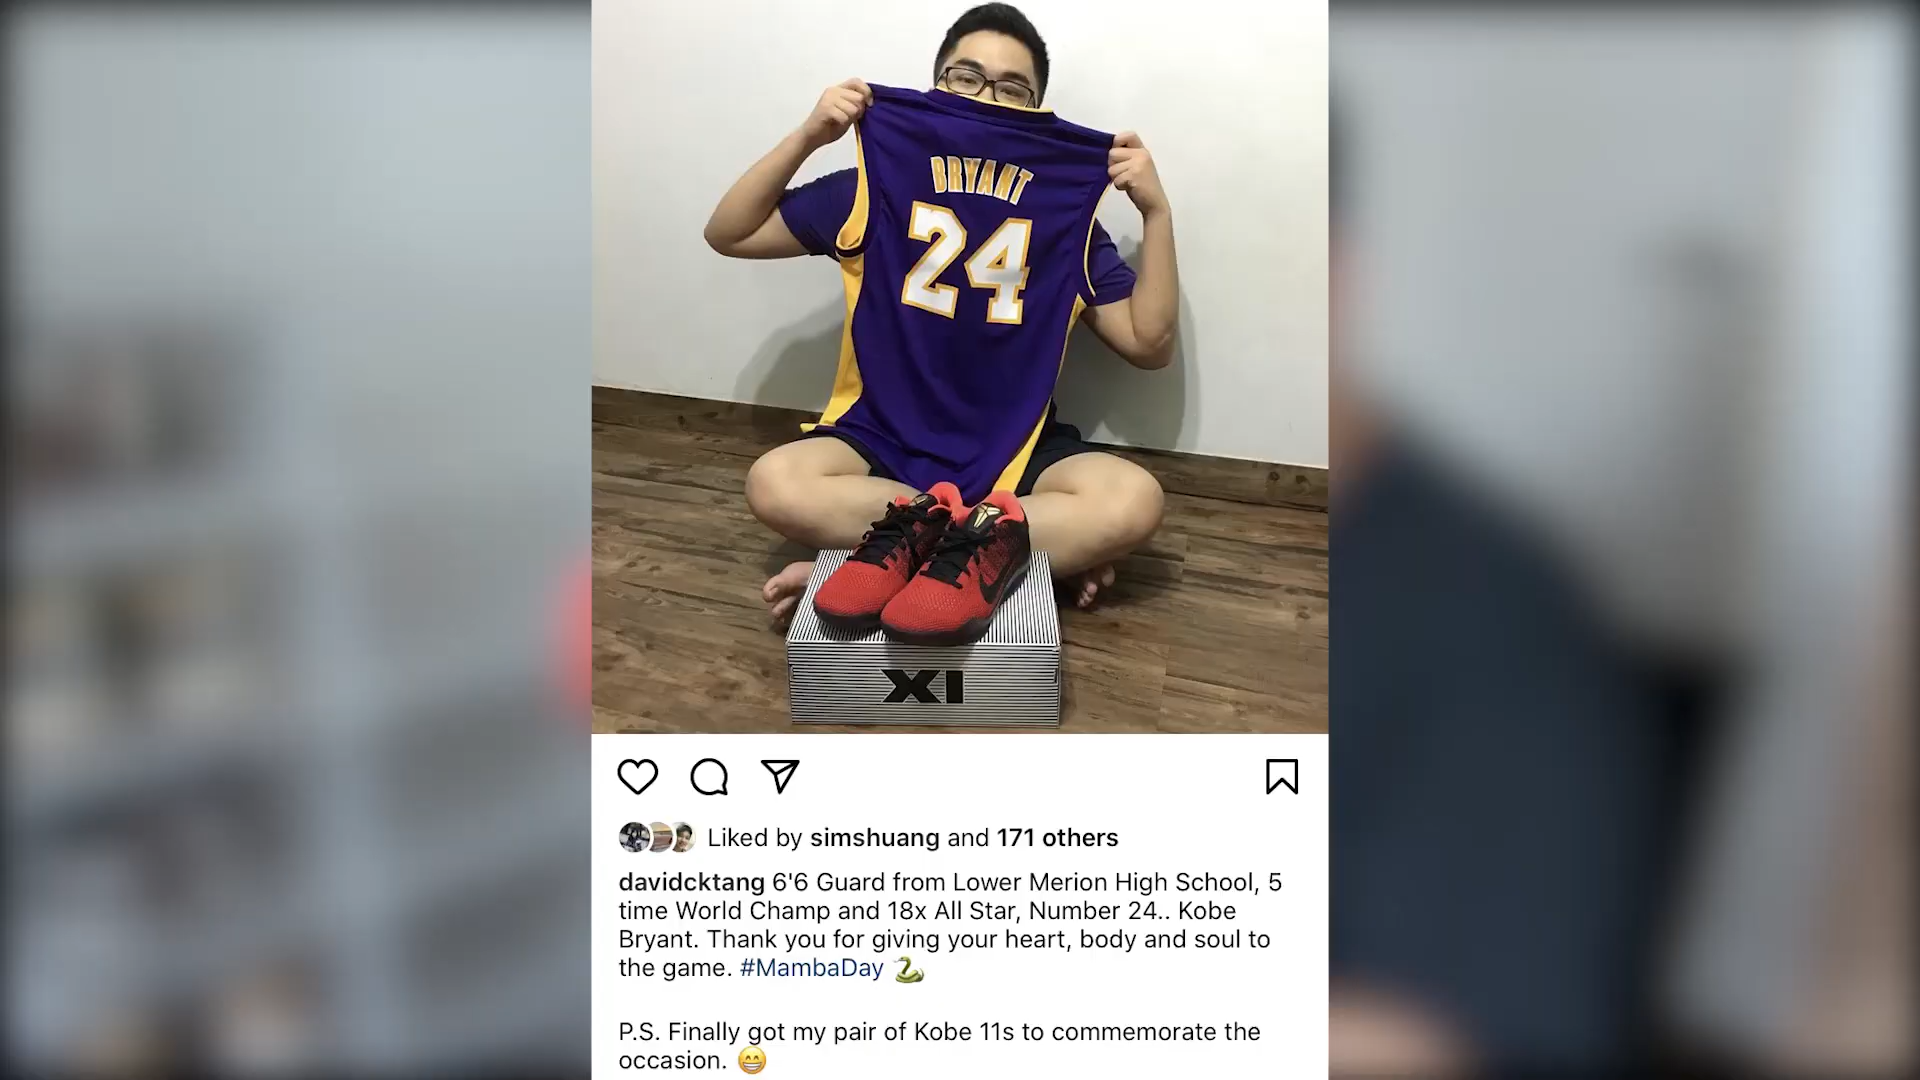 BRYANT
24
XI
Liked by simshuang and 171 others
davidcktang 6'6 Guard from Lower Merion High School, 5
time World Champ and 18x All Star, Number 24.. Kobe
Bryant. Thank you for giving your heart, body and soul to
the game. #MambaDay 🐍
P.S. Finally got my pair of Kobe 11s to commemorate the
occasion. 😁